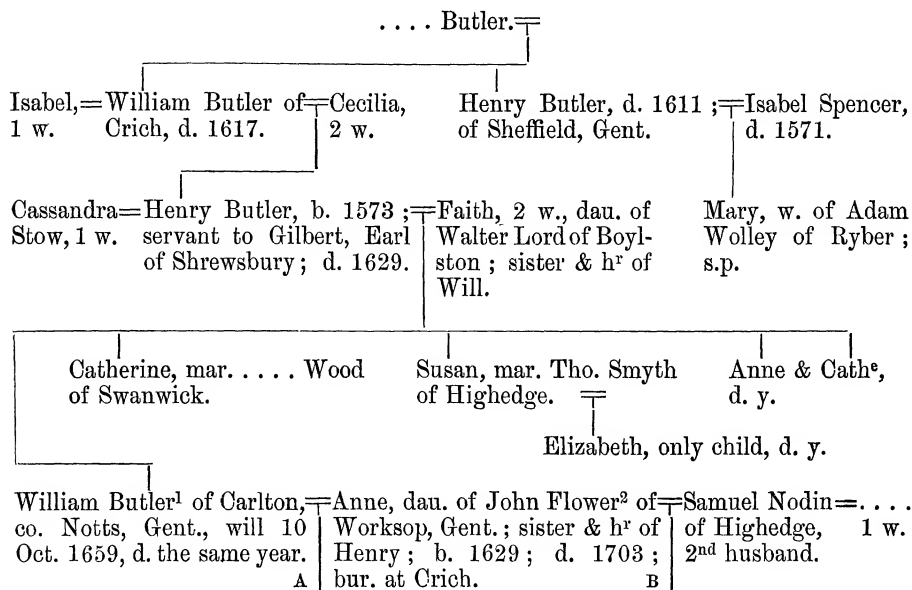 .... Butler.
Isabel,=William Butler of Cecilia, Henry Butler, d. 1611 ; Isabel Spencer,
1 w. Crich, d. 1617. 2 w. of Sheffield, Gent. d. 1571.
Cassandra=Henry Butler, b. 1573 ; Faith, 2 w., dau. of Mary, w. of Adam
Stow, 1 w. servant to Gilbert, Earl Walter Lord of Boyl- Wolley of Ryber ;
of Shrewsbury ; d. 1629. ston ; sister & hʳ of s.p.
Will.
Catherine, mar. . . . . . Wood Susan, mar. Tho. Smyth Anne & Cathᵉ,
of Swanwick. of Highedge. d. y.
Elizabeth, only child, d. y.
William Butler¹ of Carlton, Anne, dau. of John Flower² of Samuel Nodin=. . . .
co. Notts, Gent., will 10 Worksop, Gent. ; sister & hʳ of of Highedge, 1 w.
Oct. 1659, d. the same year. Henry ; b. 1629 ; d. 1703 ; 2ⁿᵈ husband.
A bur. at Crich. B